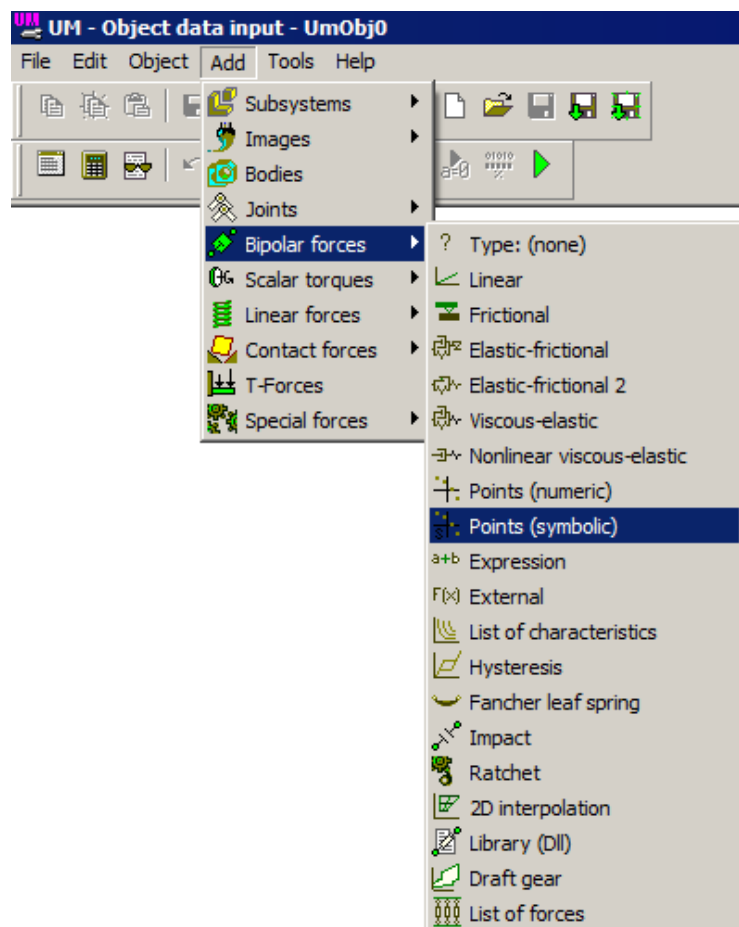 UM - Object data input - UmObj0
File Edit Object Add Tools Help
Subsystems
Images
Bodies
Joints
Bipolar forces
Scalar torques
Linear forces
Contact forces
T-Forces
Special forces
? Type: (none)
Linear
Frictional
Elastic-frictional
Elastic-frictional 2
Viscous-elastic
Nonlinear viscous-elastic
Points (numeric)
Points (symbolic)
a+b Expression
F(x) External
List of characteristics
Hysteresis
Fancher leaf spring
Impact
Ratchet
2D interpolation
Library (Dll)
Draft gear
List of forces